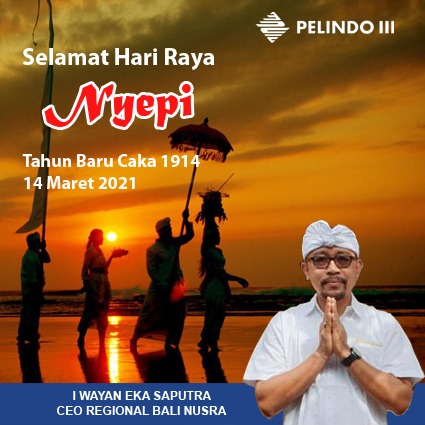 PELINDO III
Selamat Hari Raya
Nyepi
Tahun Baru Caka 1914
14 Maret 2021
I WAYAN EKA SAPUTRA
CEO REGIONAL BALI NUSRA